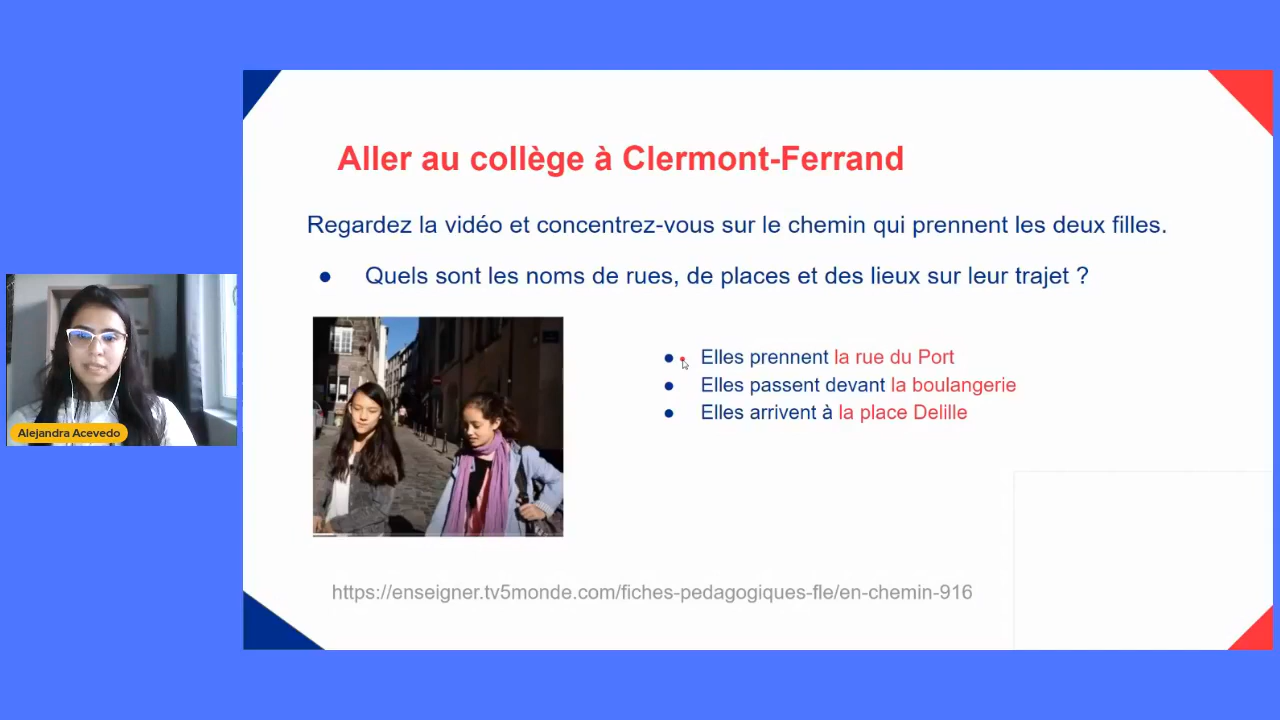 Aller au collège à Clermont-Ferrand
Regardez la vidéo et concentrez-vous sur le chemin qui prennent les deux filles.
● Quels sont les noms de rues, de places et des lieux sur leur trajet ?
● Elles prennent la rue du Port
● Elles passent devant la boulangerie
● Elles arrivent à la place Delille
Alejandra Acevedo
https://enseigner.tv5monde.com/fiches-pedagogiques-fle/en-chemin-916